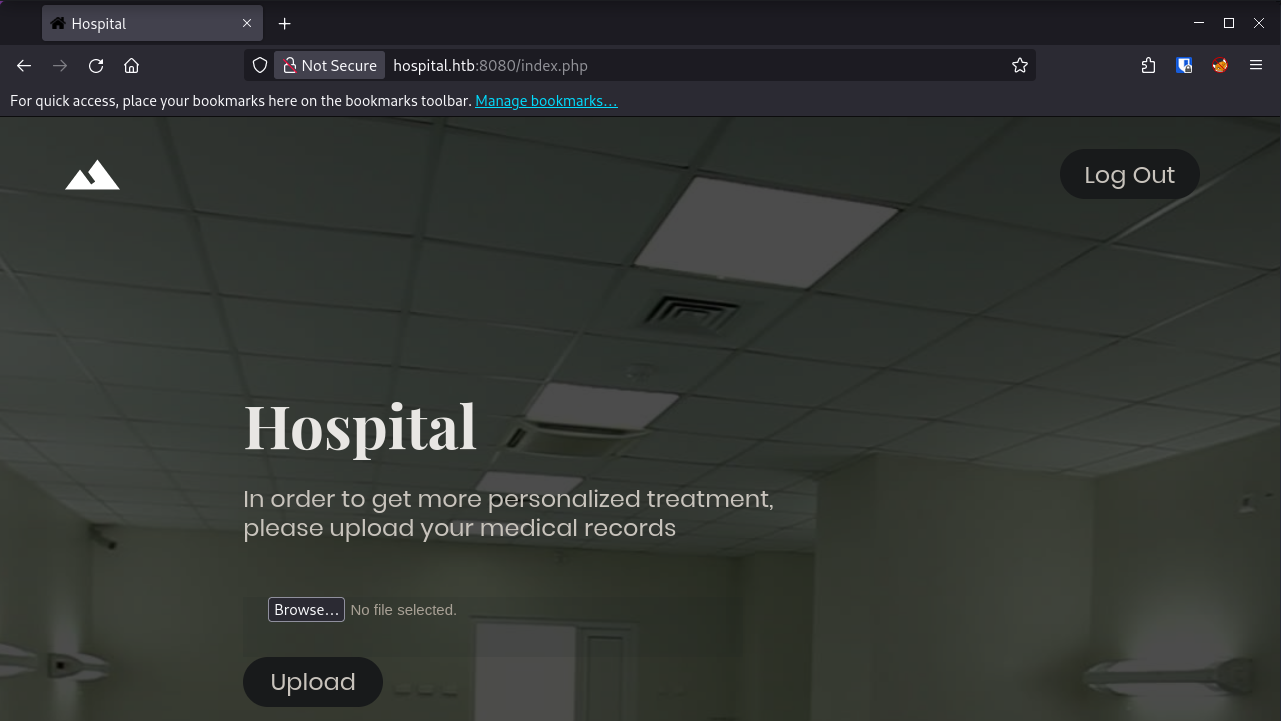 Hospital
Not Secure hospital.htb:8080/index.php
For quick access, place your bookmarks here on the bookmarks toolbar. Manage bookmarks…
Log Out
Hospital
In order to get more personalized treatment,
please upload your medical records
Browse… No file selected.
Upload